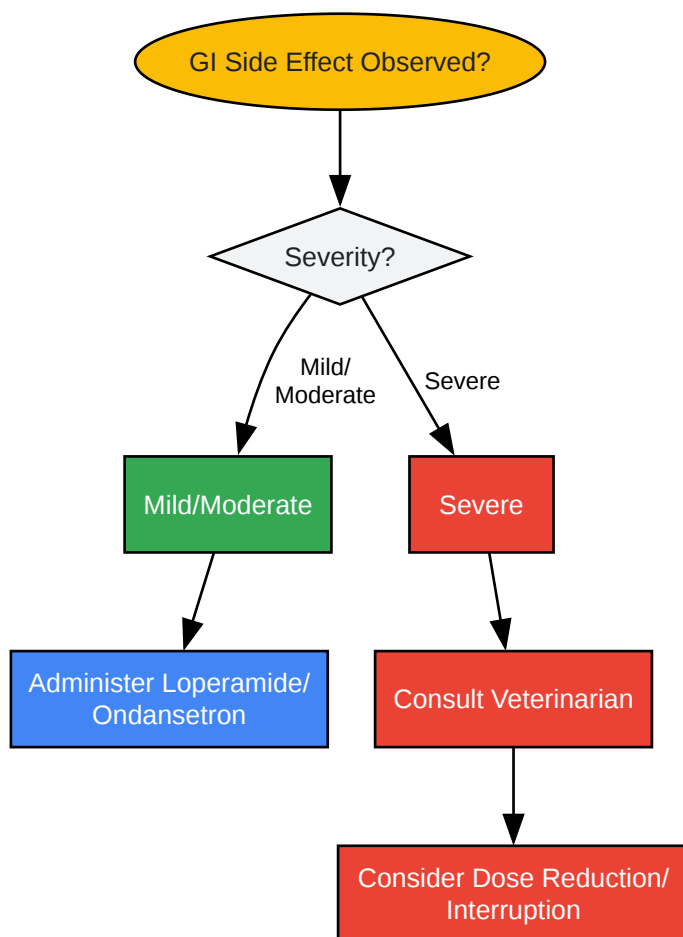 GI Side Effect Observed?
Severity?
Mild/
Moderate
Severe
Mild/Moderate
Severe
Administer Loperamide/
Ondansetron
Consult Veterinarian
Consider Dose Reduction/
Interruption